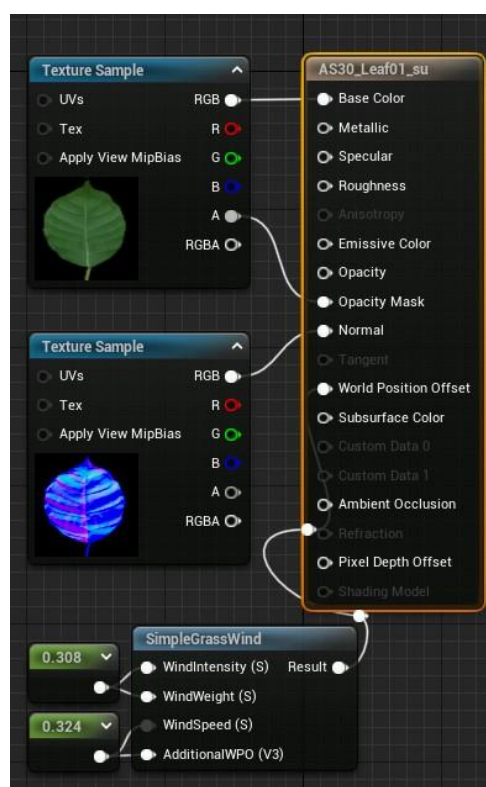 Texture Sample
UVs RGB
Tex R
Apply View MipBias G
B
A
RGBA
AS30_Leaf01_su
Base Color
Metallic
Specular
Roughness
Anisotropy
Emissive Color
Opacity
Opacity Mask
Normal
Tangent
World Position Offset
Subsurface Color
Custom Data 0
Custom Data 1
Ambient Occlusion
Refraction
Pixel Depth Offset
Shading Model
Texture Sample
UVs RGB
Tex R
Apply View MipBias G
B
A
RGBA
0.308
0.324
SimpleGrassWind
WindIntensity (S) Result
WindWeight (S)
WindSpeed (S)
AdditionalWPO (V3)